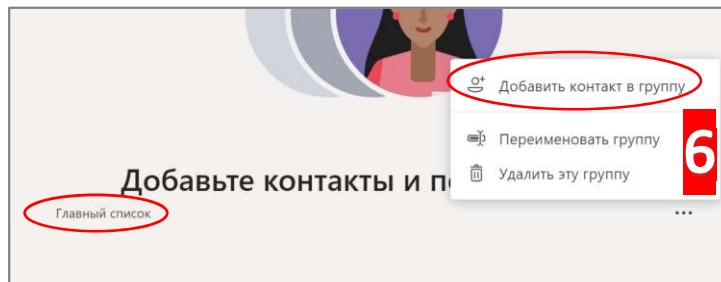 Добавить контакт в группу
Переименовать группу
6
Удалить эту группу
Добавьте контакты и
Главный список
...